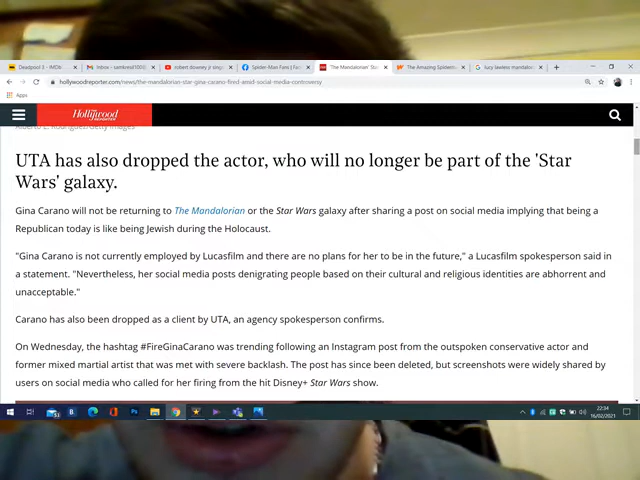 Deadpool 3 - IMDb
Inbox - samkresil100@
robert downey jr singi
Spider-Man Fans | Face
'The Mandalorian' Sta
The Amazing Spiderm
lucy lawless mandalo
hollywoodreporter.com/news/the-mandalorian-star-gina-carano-fired-amid-social-media-controversy
Apps
Hollywood
REPORTER
Alberto E. Rodriguez/Getty Images
UTA has also dropped the actor, who will no longer be part of the 'Star
Wars' galaxy.
Gina Carano will not be returning to The Mandalorian or the Star Wars galaxy after sharing a post on social media implying that being a
Republican today is like being Jewish during the Holocaust.
"Gina Carano is not currently employed by Lucasfilm and there are no plans for her to be in the future," a Lucasfilm spokesperson said in
a statement. "Nevertheless, her social media posts denigrating people based on their cultural and religious identities are abhorrent and
unacceptable."
Carano has also been dropped as a client by UTA, an agency spokesperson confirms.
On Wednesday, the hashtag #FireGinaCarano was trending following an Instagram post from the outspoken conservative actor and
former mixed martial artist that was met with severe backlash. The post has since been deleted, but screenshots were widely shared by
users on social media who called for her firing from the hit Disney+ Star Wars show.
22:34
16/02/2021